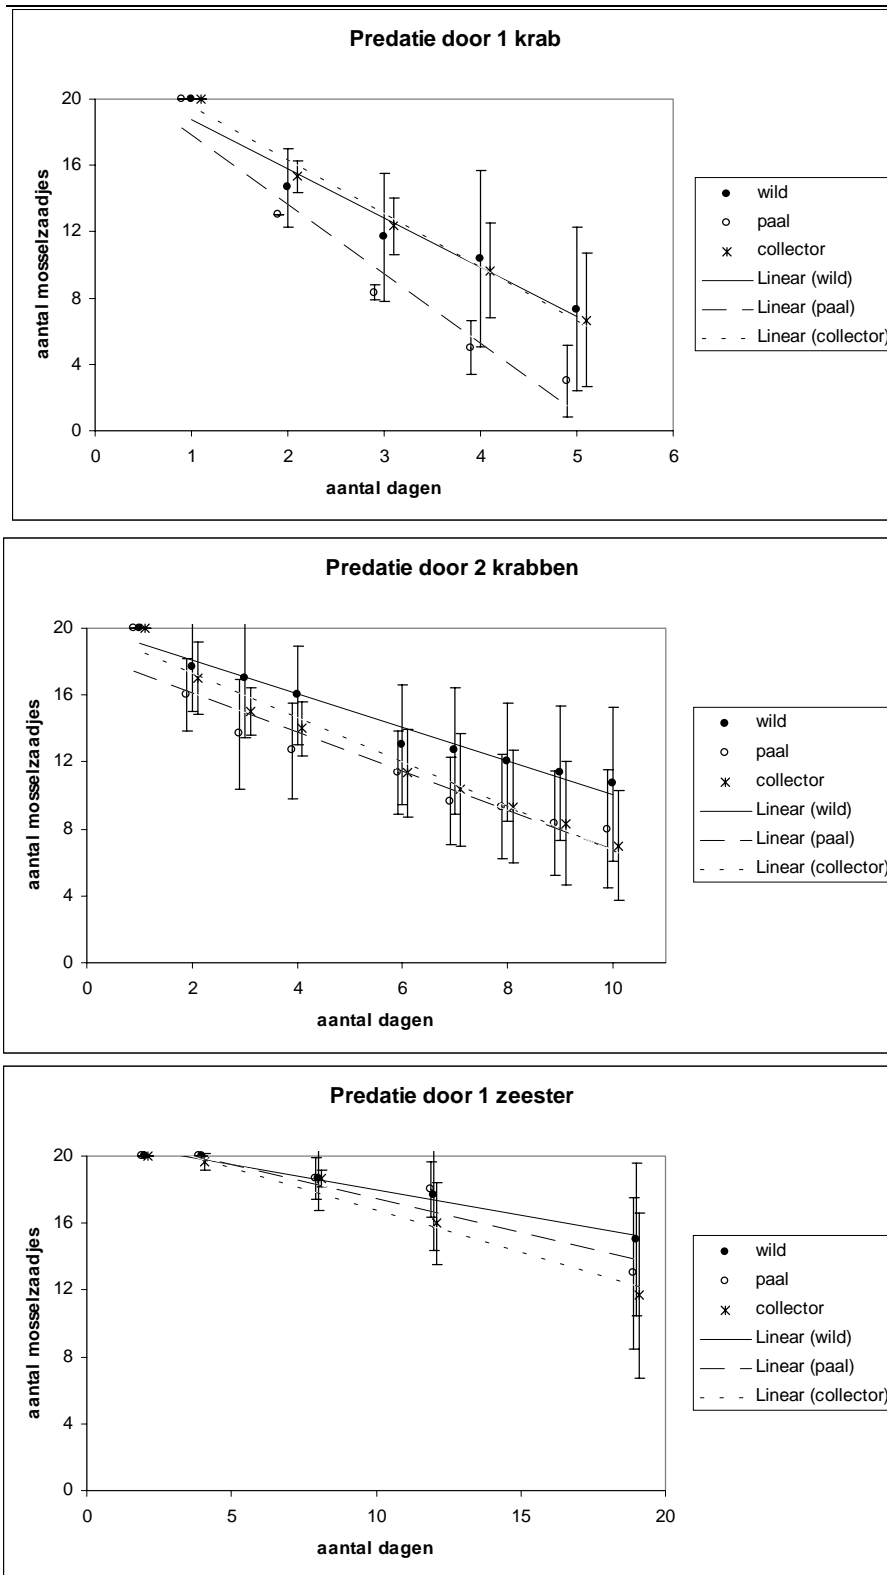 Predatie door 1 krab
aantal mosselzaadjes
20
16
12
8
4
0
0 1 2 3 4 5 6
aantal dagen
wild
paal
collector
Linear (wild)
Linear (paal)
Linear (collector)
Predatie door 2 krabben
aantal mosselzaadjes
20
16
12
8
4
0
0 2 4 6 8 10
aantal dagen
wild
paal
collector
Linear (wild)
Linear (paal)
Linear (collector)
Predatie door 1 zeester
aantal mosselzaadjes
20
16
12
8
4
0
0 5 10 15 20
aantal dagen
wild
paal
collector
Linear (wild)
Linear (paal)
Linear (collector)